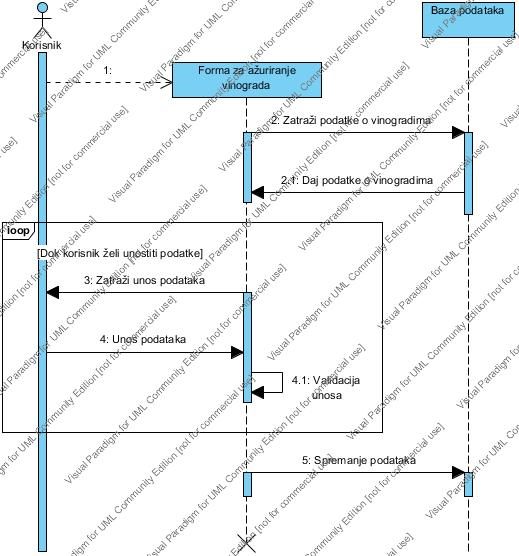 Korisnik
Baza podataka
1:
Forma za ažuriranje
vinograda
2: Zatraži podatke o vinogradima
2.1: Daj podatke o vinogradima
loop
[Dok korisnik želi unostiti podatke]
3: Zatraži unos podataka
4: Unos podataka
4.1: Validacija
unosa
5: Spremanje podataka
Visual Paradigm for UML Community Edition [not for commercial use]